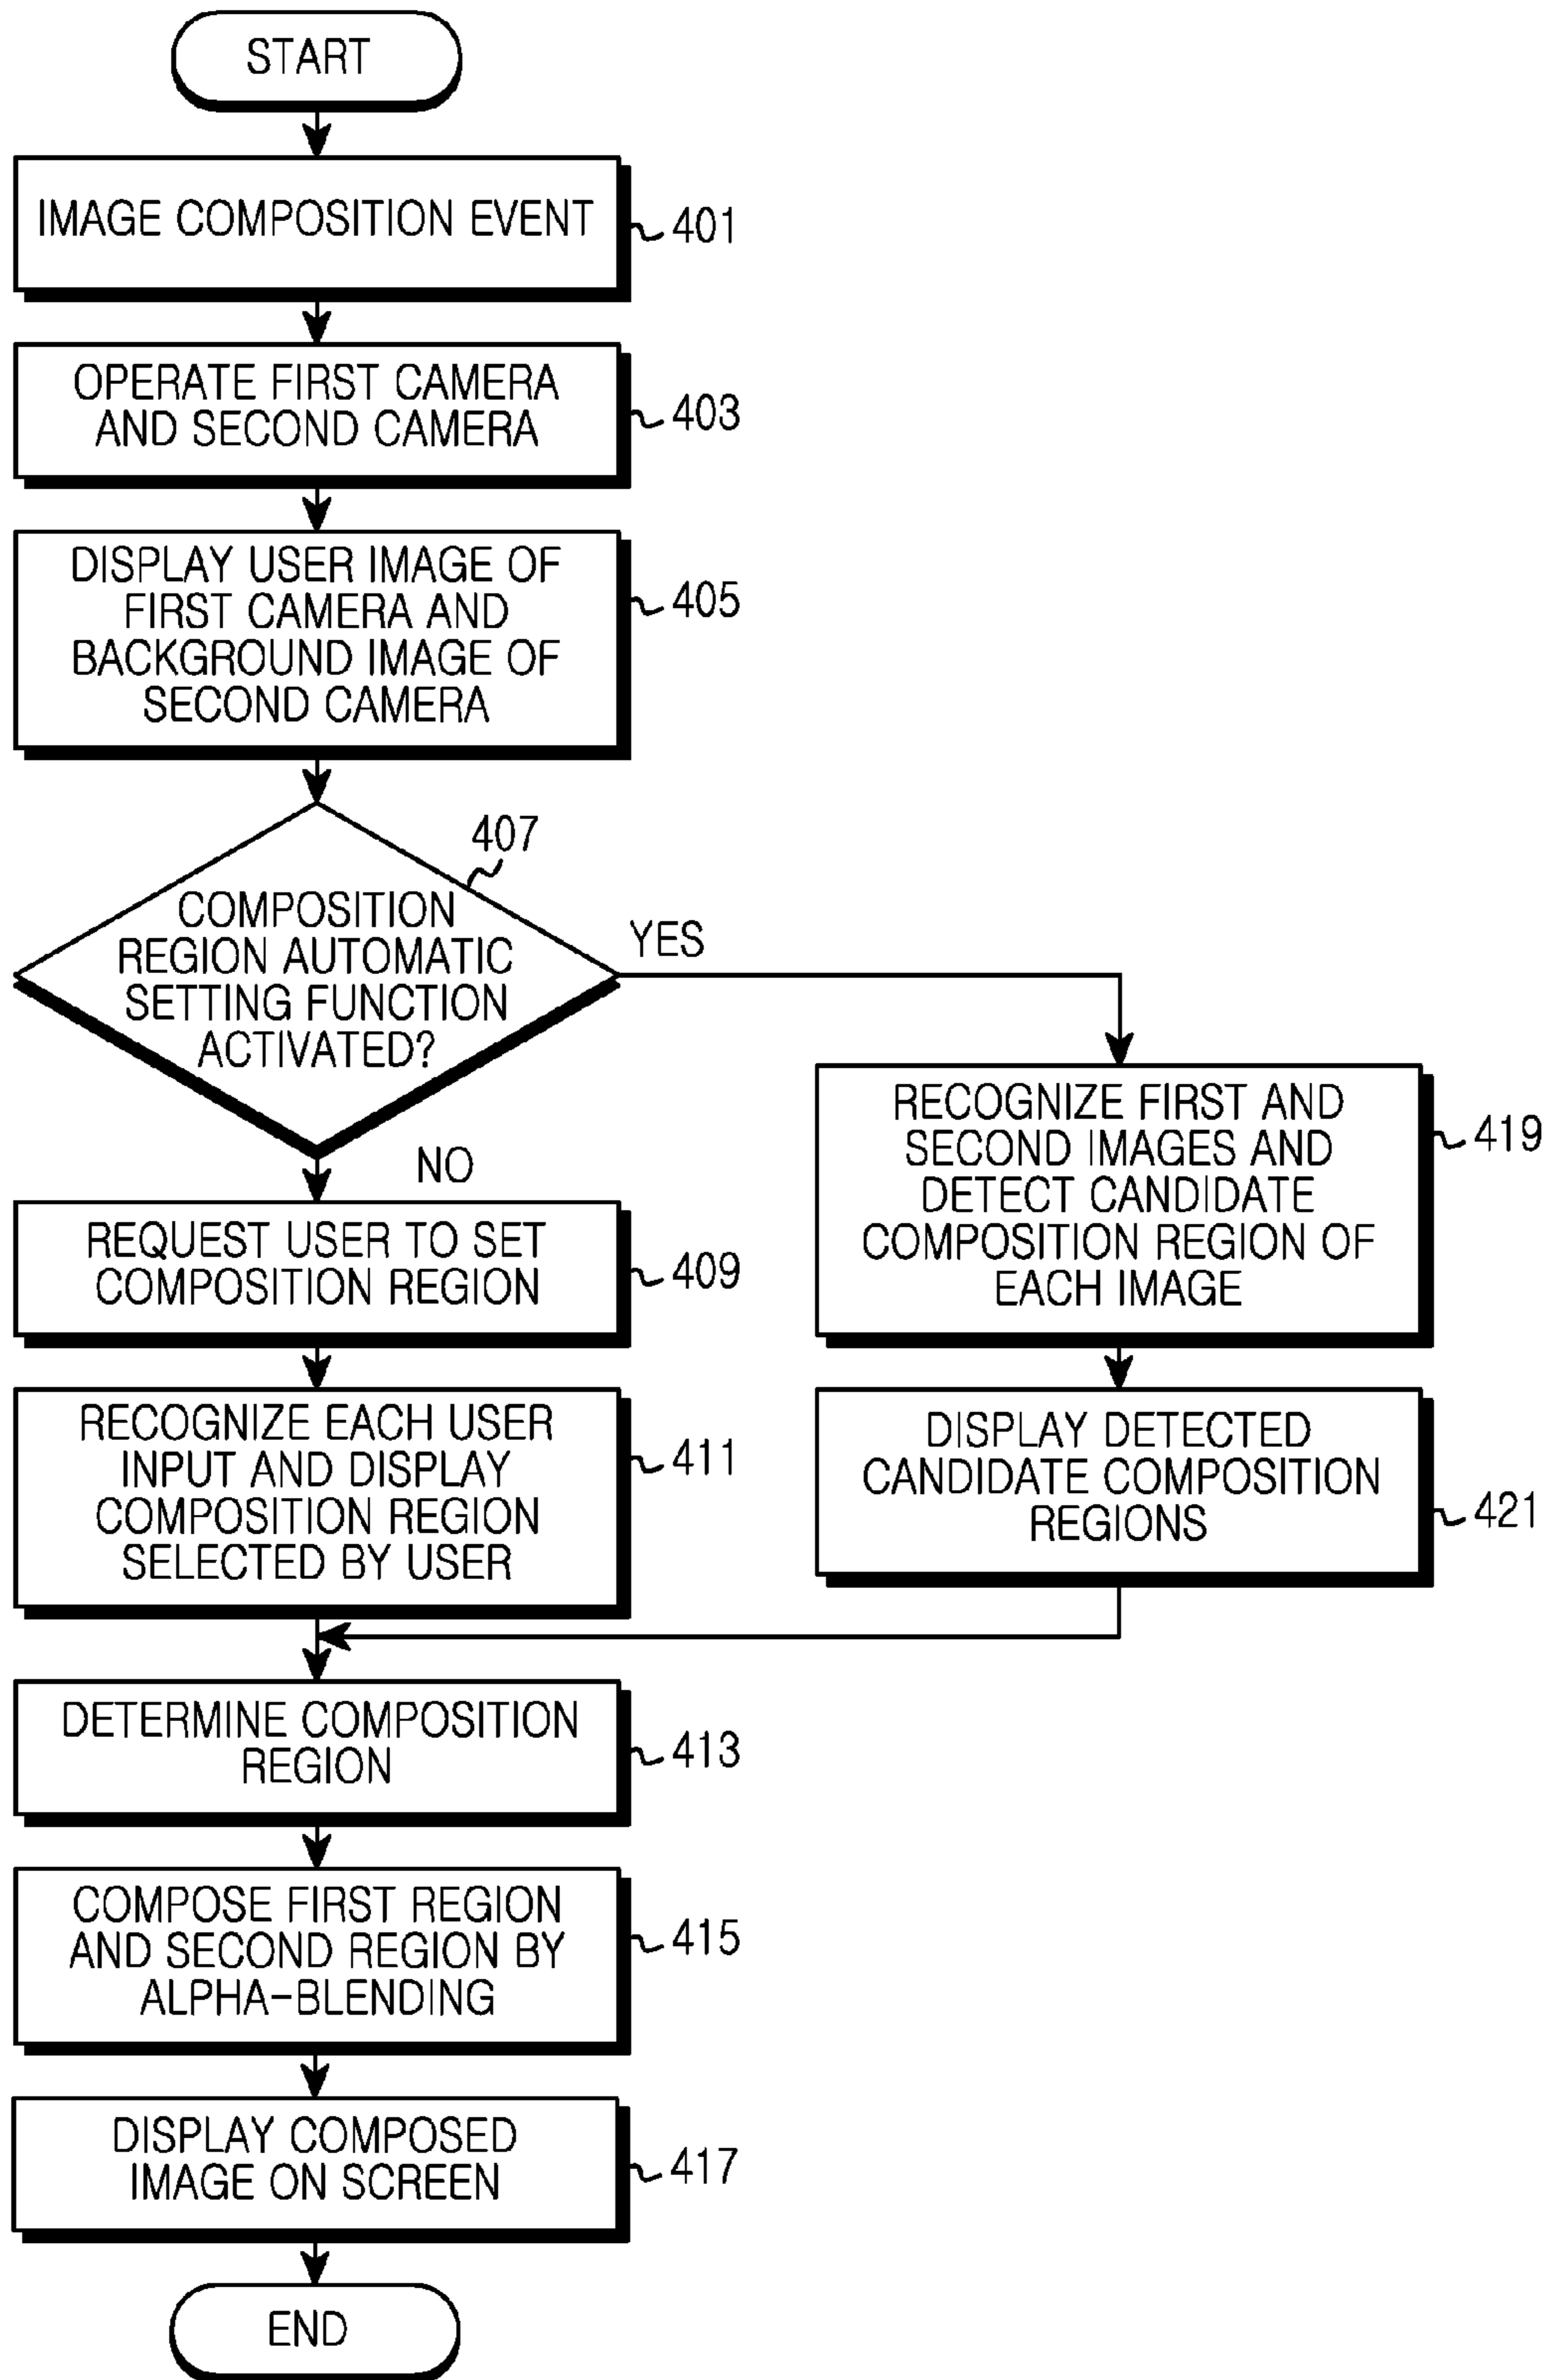 START
IMAGE COMPOSITION EVENT
401
OPERATE FIRST CAMERA
AND SECOND CAMERA
403
DISPLAY USER IMAGE OF
FIRST CAMERA AND
BACKGROUND IMAGE OF
SECOND CAMERA
405
407
COMPOSITION
REGION AUTOMATIC
SETTING FUNCTION
ACTIVATED?
YES
NO
REQUEST USER TO SET
COMPOSITION REGION
409
RECOGNIZE EACH USER
INPUT AND DISPLAY
COMPOSITION REGION
SELECTED BY USER
411
RECOGNIZE FIRST AND
SECOND IMAGES AND
DETECT CANDIDATE
COMPOSITION REGION OF
EACH IMAGE
419
DISPLAY DETECTED
CANDIDATE COMPOSITION
REGIONS
421
DETERMINE COMPOSITION
REGION
413
COMPOSE FIRST REGION
AND SECOND REGION BY
ALPHA-BLENDING
415
DISPLAY COMPOSED
IMAGE ON SCREEN
417
END